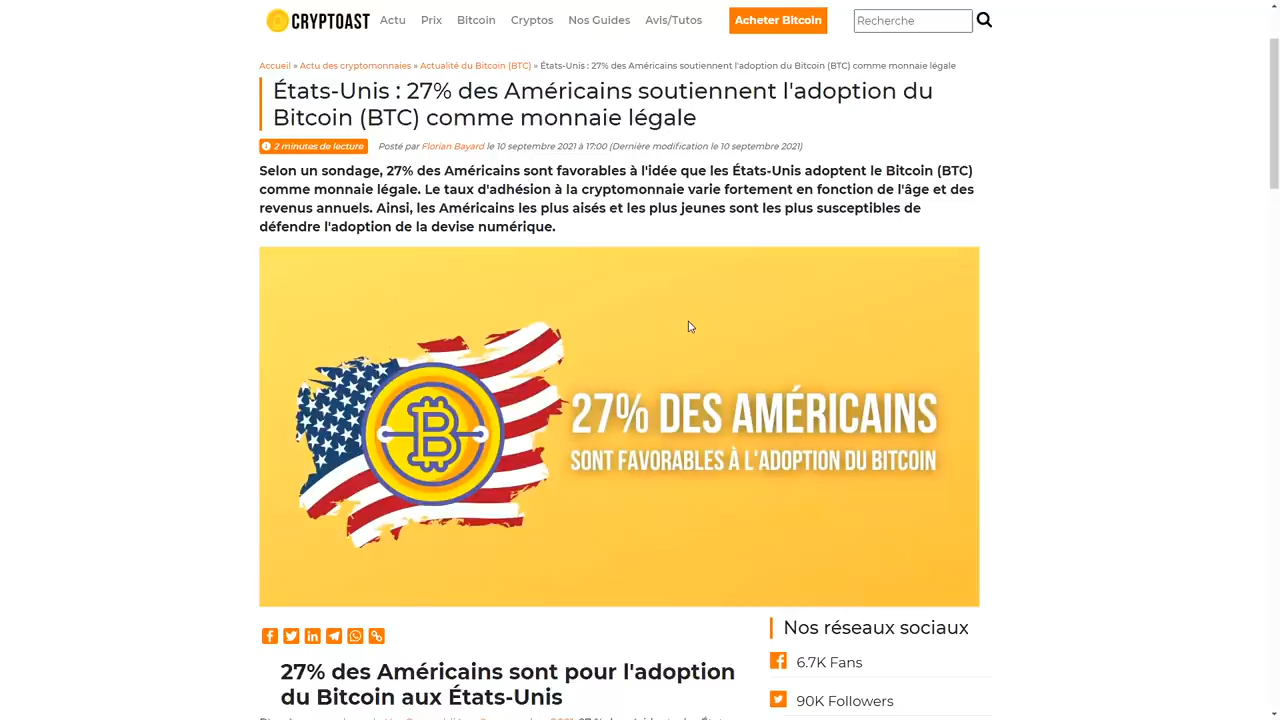 CRYPTOAST Actu Prix Bitcoin Cryptos Nos Guides Avis/Tutos Acheter Bitcoin Recherche
Accueil » Actu des cryptomonnaies » Actualité du Bitcoin (BTC) » États-Unis : 27% des Américains soutiennent l'adoption du Bitcoin (BTC) comme monnaie légale
États-Unis : 27% des Américains soutiennent l'adoption du
Bitcoin (BTC) comme monnaie légale
2 minutes de lecture Posté par Florian Bayard le 10 septembre 2021 à 17:00 (Dernière modification le 10 septembre 2021)
Selon un sondage, 27% des Américains sont favorables à l'idée que les États-Unis adoptent le Bitcoin (BTC)
comme monnaie légale. Le taux d'adhésion à la cryptomonnaie varie fortement en fonction de l'âge et des
revenus annuels. Ainsi, les Américains les plus aisés et les plus jeunes sont les plus susceptibles de
défendre l'adoption de la devise numérique.
27% DES AMÉRICAINS
SONT FAVORABLES À L'ADOPTION DU BITCOIN
27% des Américains sont pour l'adoption
du Bitcoin aux États-Unis
Nos réseaux sociaux
6.7K Fans
90K Followers